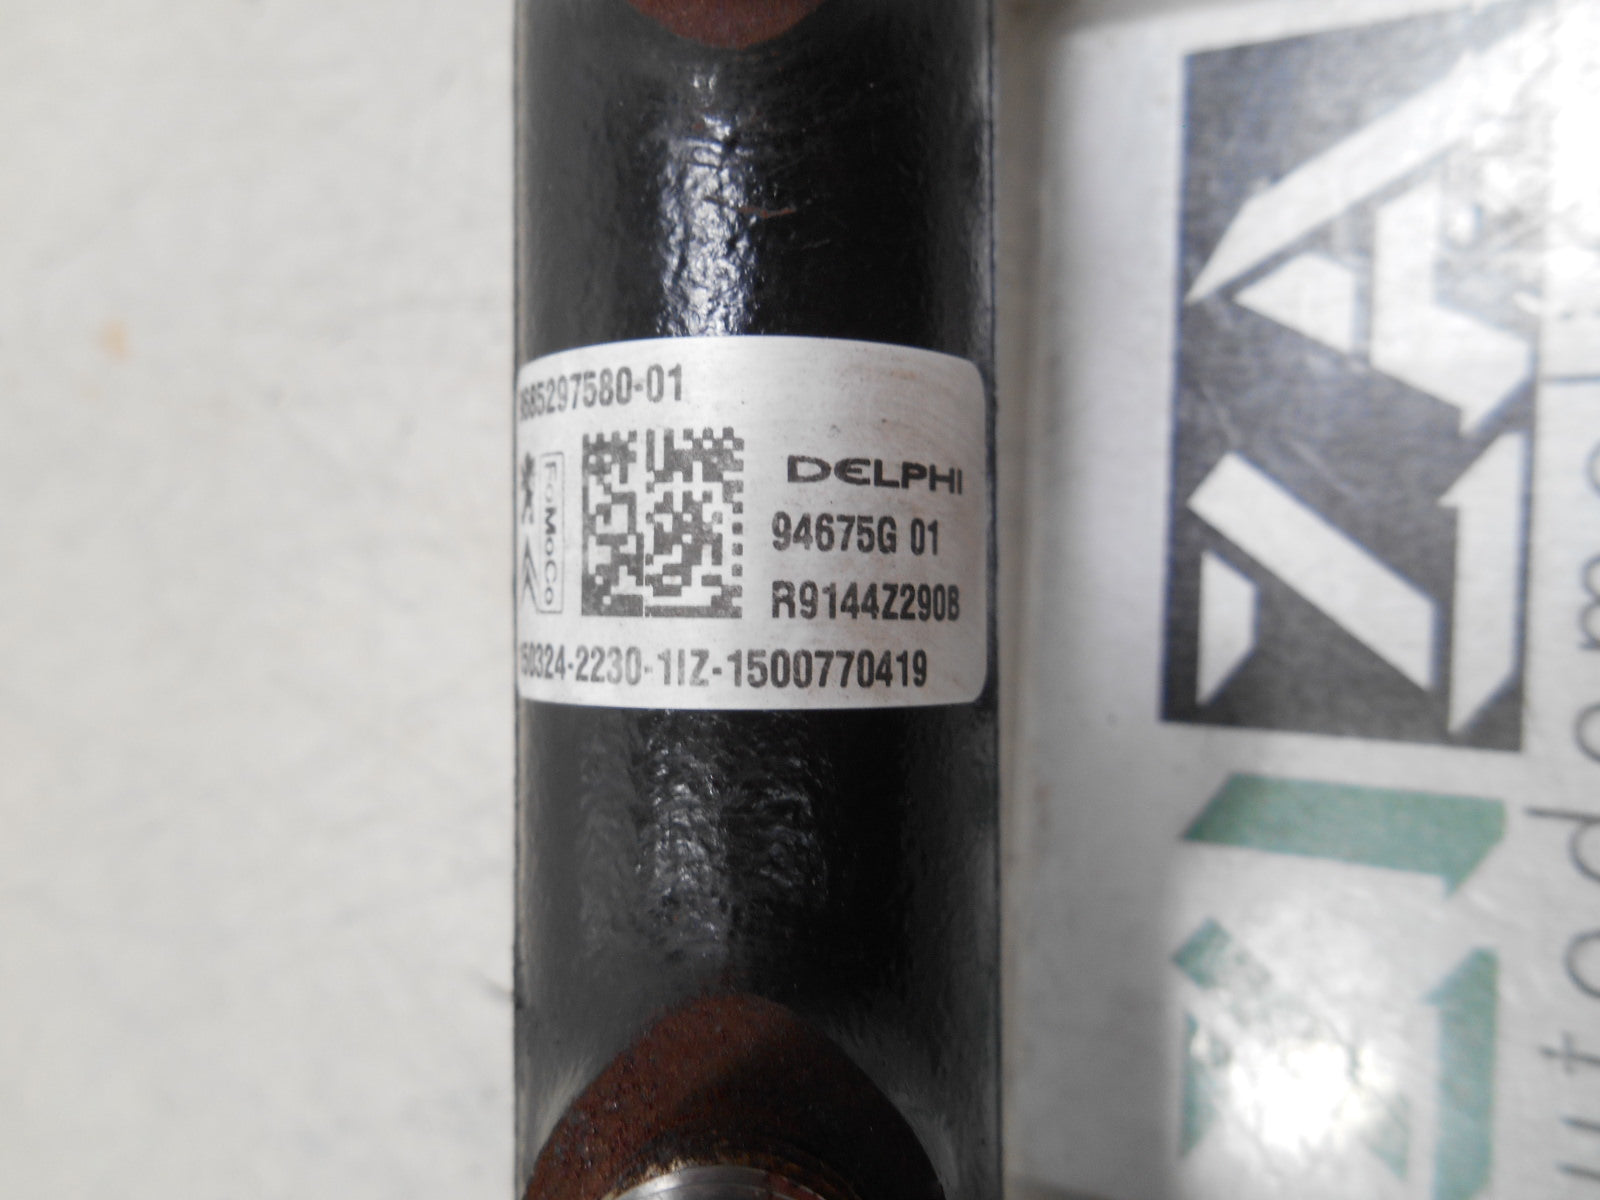 9685297580-01
FoMoCo
DELPHI
94675G 01
R9144Z290B
150324-2230-1IZ-1500770419